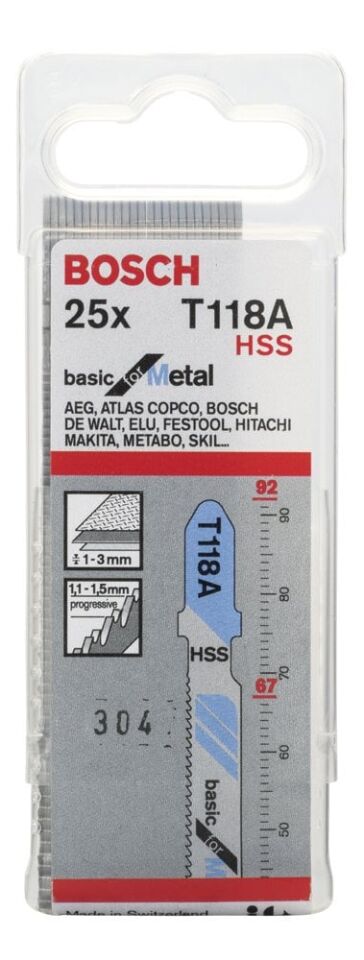 BOSCH
25x T118A
HSS
basic for Metal
AEG, ATLAS COPCO, BOSCH
DE WALT, ELU, FESTOOL, HITACHI
MAKITA, METABO, SKIL...
92
90
1-3mm
T118A
80
1,1-1,5mm
progressive
HSS
70
67
304
60
basic for M
50
Made in Switzerland